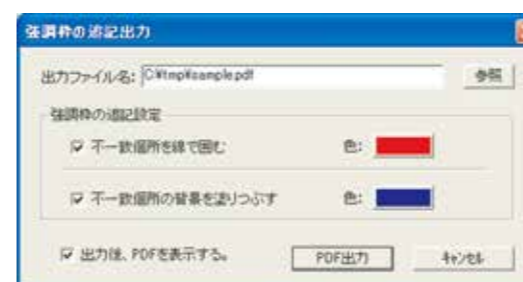 強調枠の追記出力
出力ファイル名: C:¥tmp¥sample.pdf 参照
強調枠の追記設定
不一致個所を線で囲む 色:
不一致個所の背景を塗りつぶす 色:
出力後、PDFを表示する。 PDF出力 キャンセル